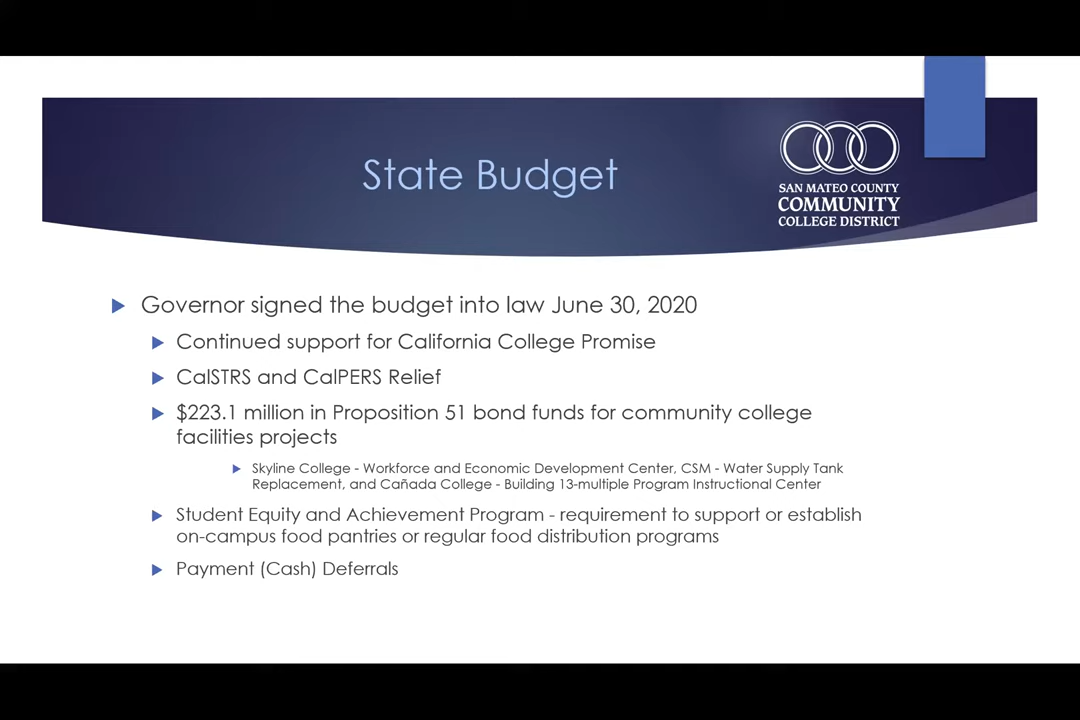 State Budget
SAN MATEO COUNTY
COMMUNITY
COLLEGE DISTRICT
Governor signed the budget into law June 30, 2020
Continued support for California College Promise
CalSTRS and CalPERS Relief
$223.1 million in Proposition 51 bond funds for community college
facilities projects
Skyline College - Workforce and Economic Development Center, CSM - Water Supply Tank
Replacement, and Cañada College - Building 13-multiple Program Instructional Center
Student Equity and Achievement Program - requirement to support or establish
on-campus food pantries or regular food distribution programs
Payment (Cash) Deferrals